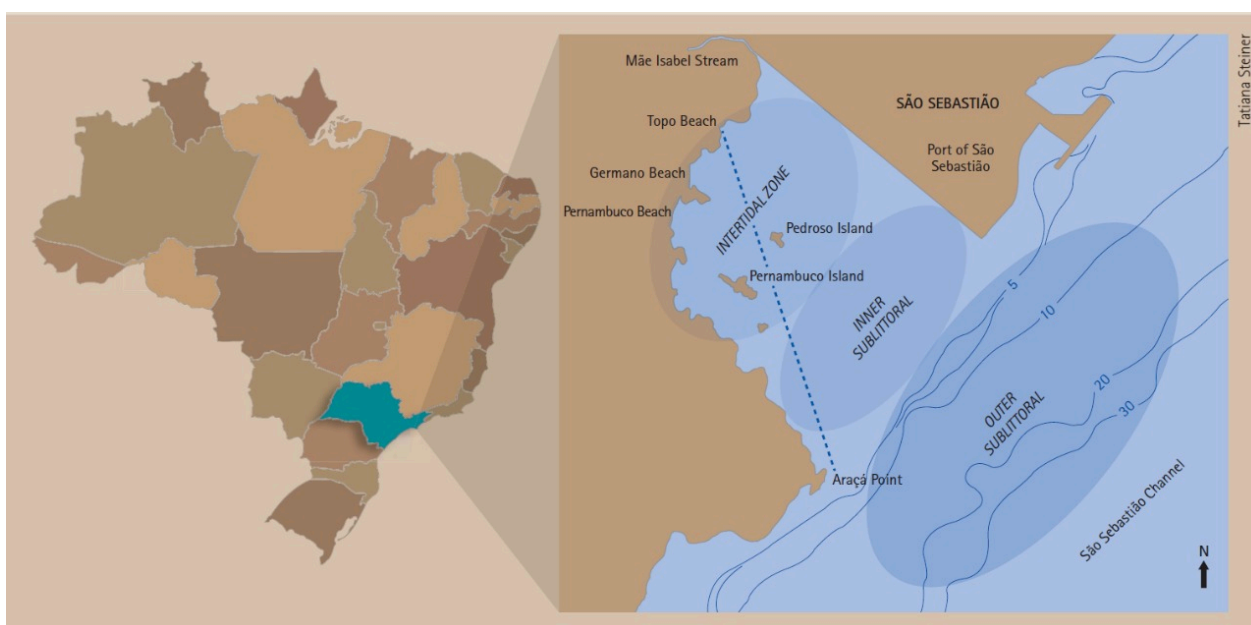 Tatiana Steiner
Mãe Isabel Stream
SÃO SEBASTIÃO
Topo Beach
Port of São
Sebastião
Germano Beach
Pernambuco Beach
INTERTIDAL ZONE
Pedroso Island
Pernambuco Island
INNER
SUBLITTORAL
5
10
20
30
OUTER
SUBLITTORAL
Araçá Point
São Sebastião Channel
N